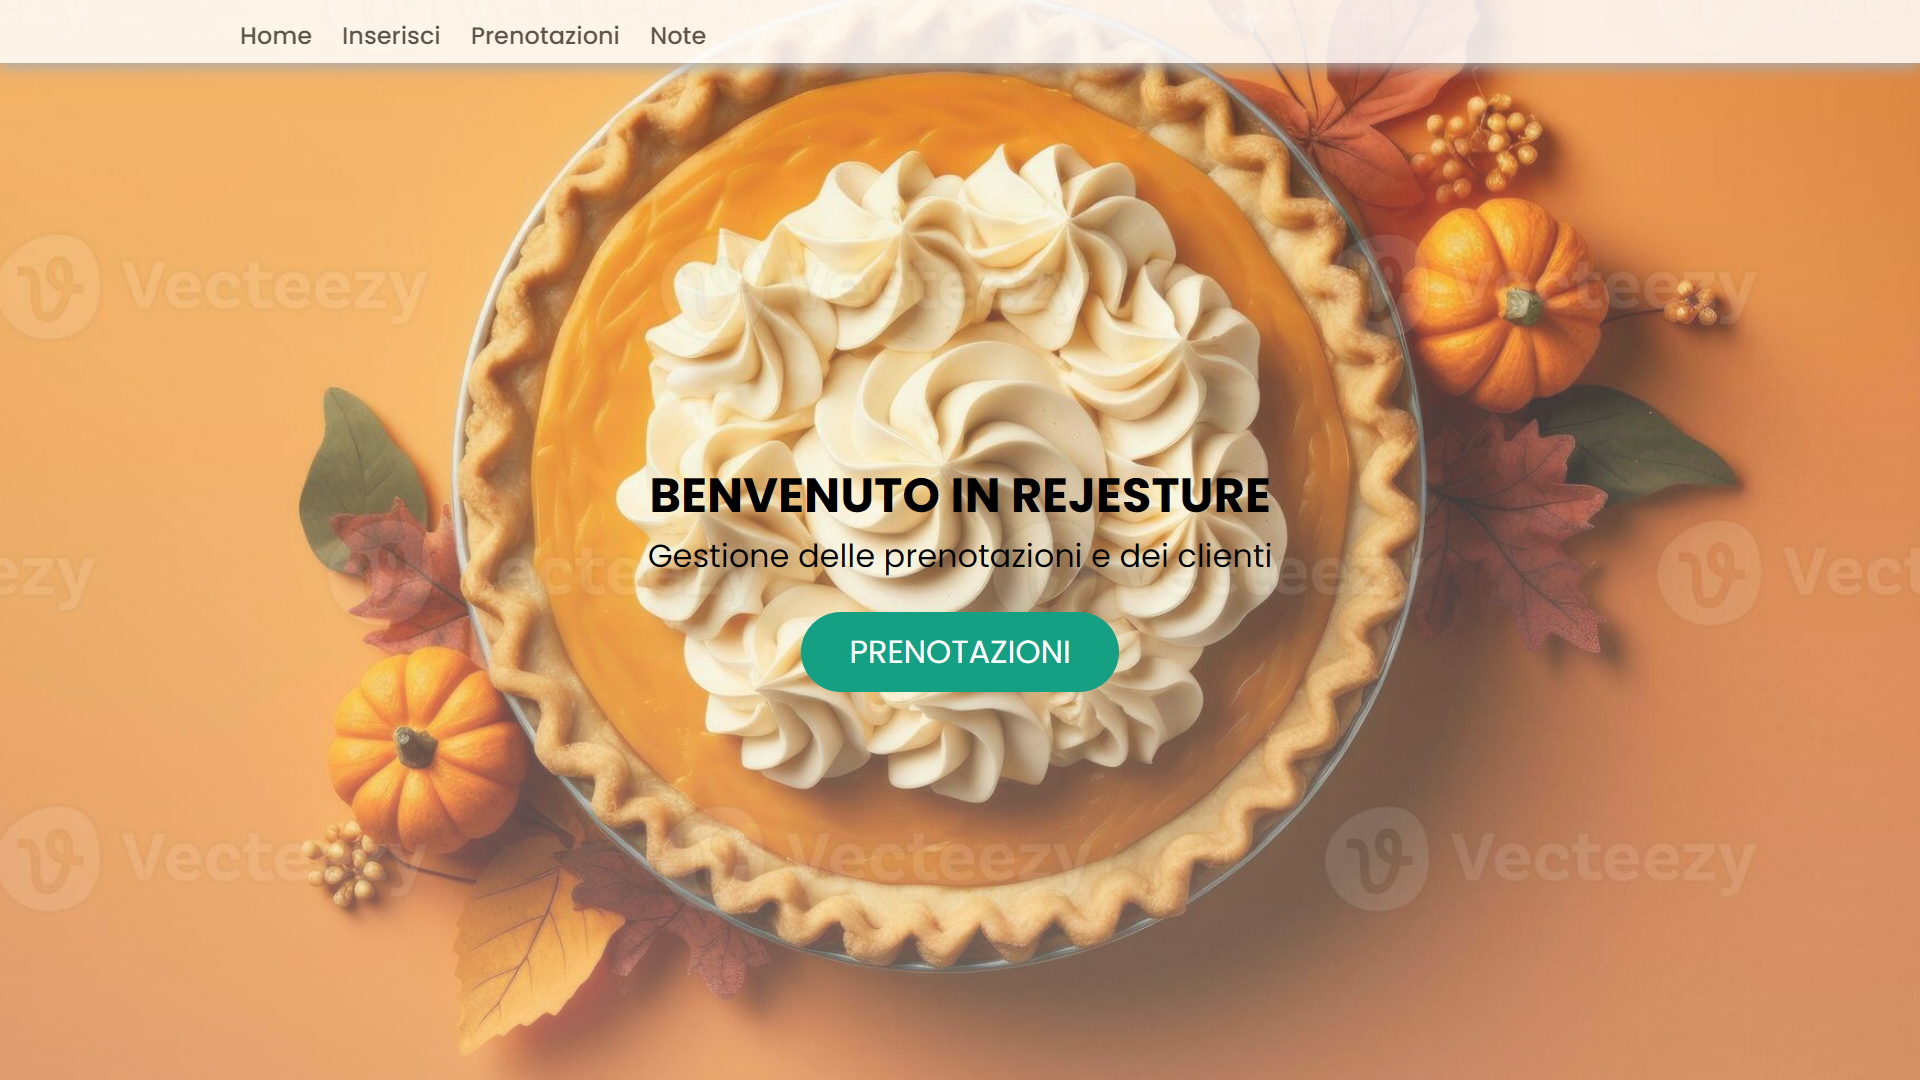 Home Inserisci Prenotazioni Note
Vecteezy Vecteezy Vecteezy
BENVENUTO IN REJESTURE
Gestione delle prenotazioni e dei clienti
ezy Vecteezy Vect
PRENOTAZIONI
Vecteezy Vecteezy Vecteezy